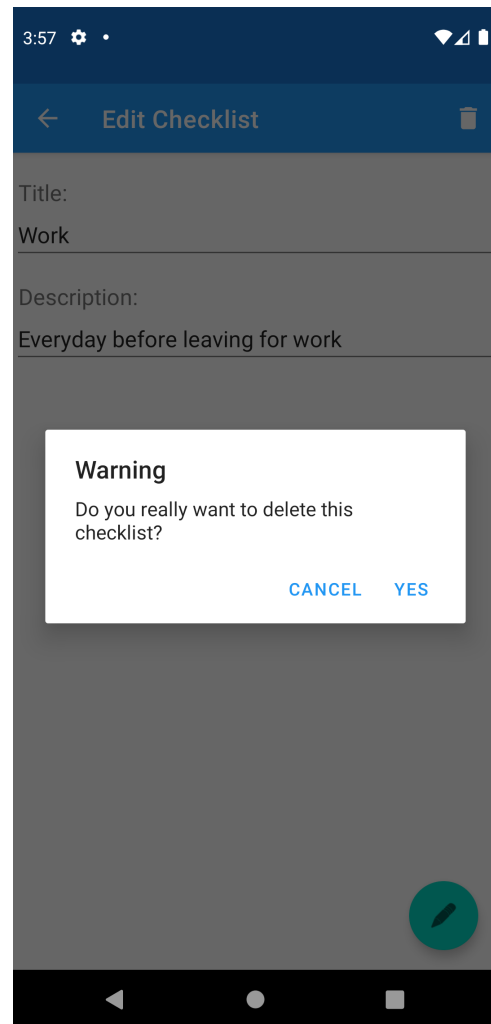 3:57
Edit Checklist
Title:
Work
Description:
Everyday before leaving for work
Warning
Do you really want to delete this
checklist?
CANCEL YES